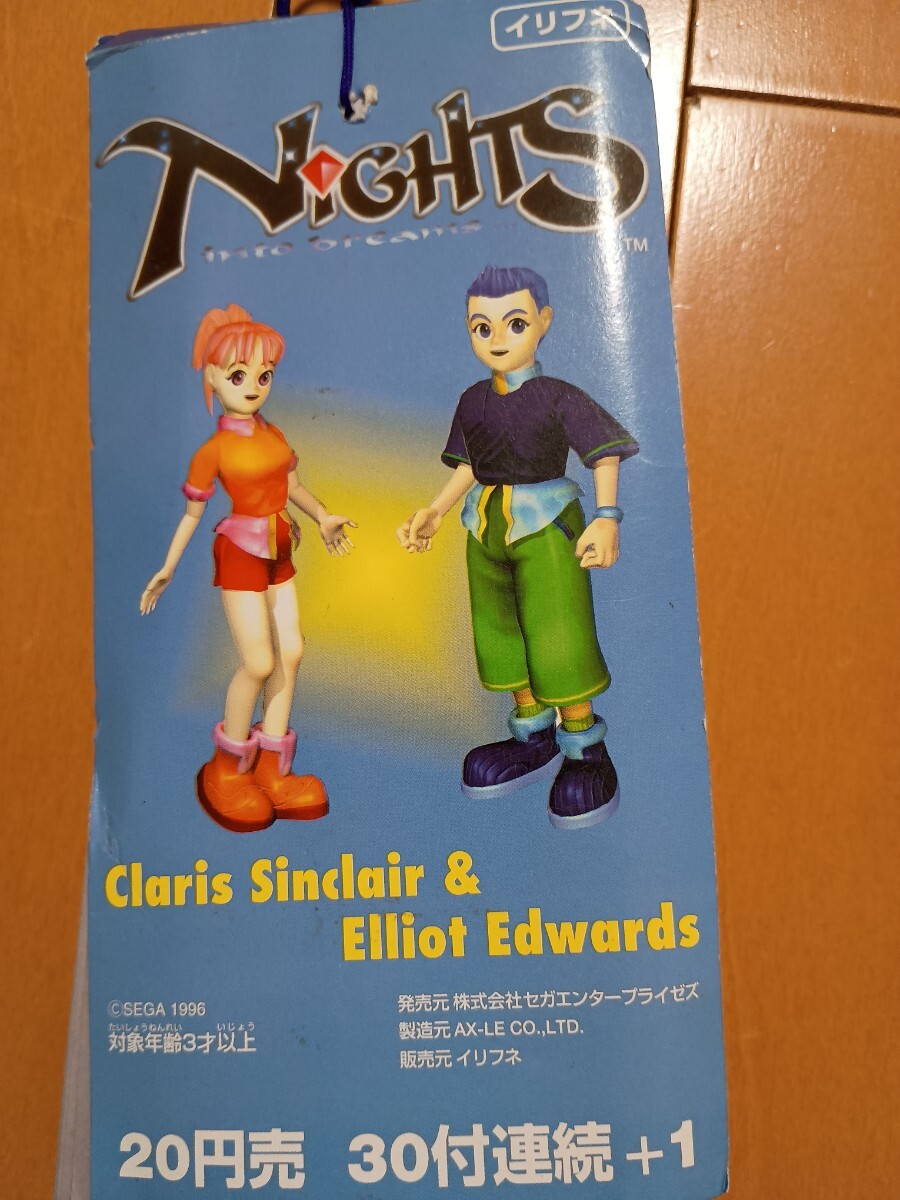 イリフネ
NiGHTS
into Dreams...
TM
Claris Sinclair &
Elliot Edwards
©SEGA 1996
たいしょうねんれい いじょう
対象年齢3才以上
発売元 株式会社セガエンタープライゼズ
製造元 AX-LE CO.,LTD.
販売元 イリフネ
20円売 30付連続+1